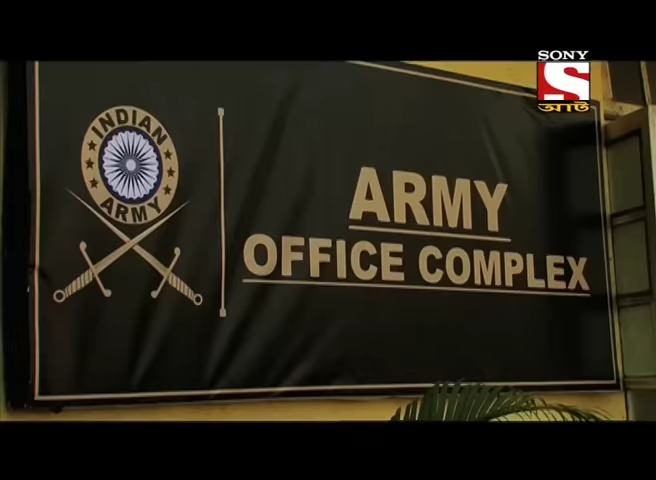 SONY
S
আট
INDIAN
ARMY
ARMY
OFFICE COMPLEX